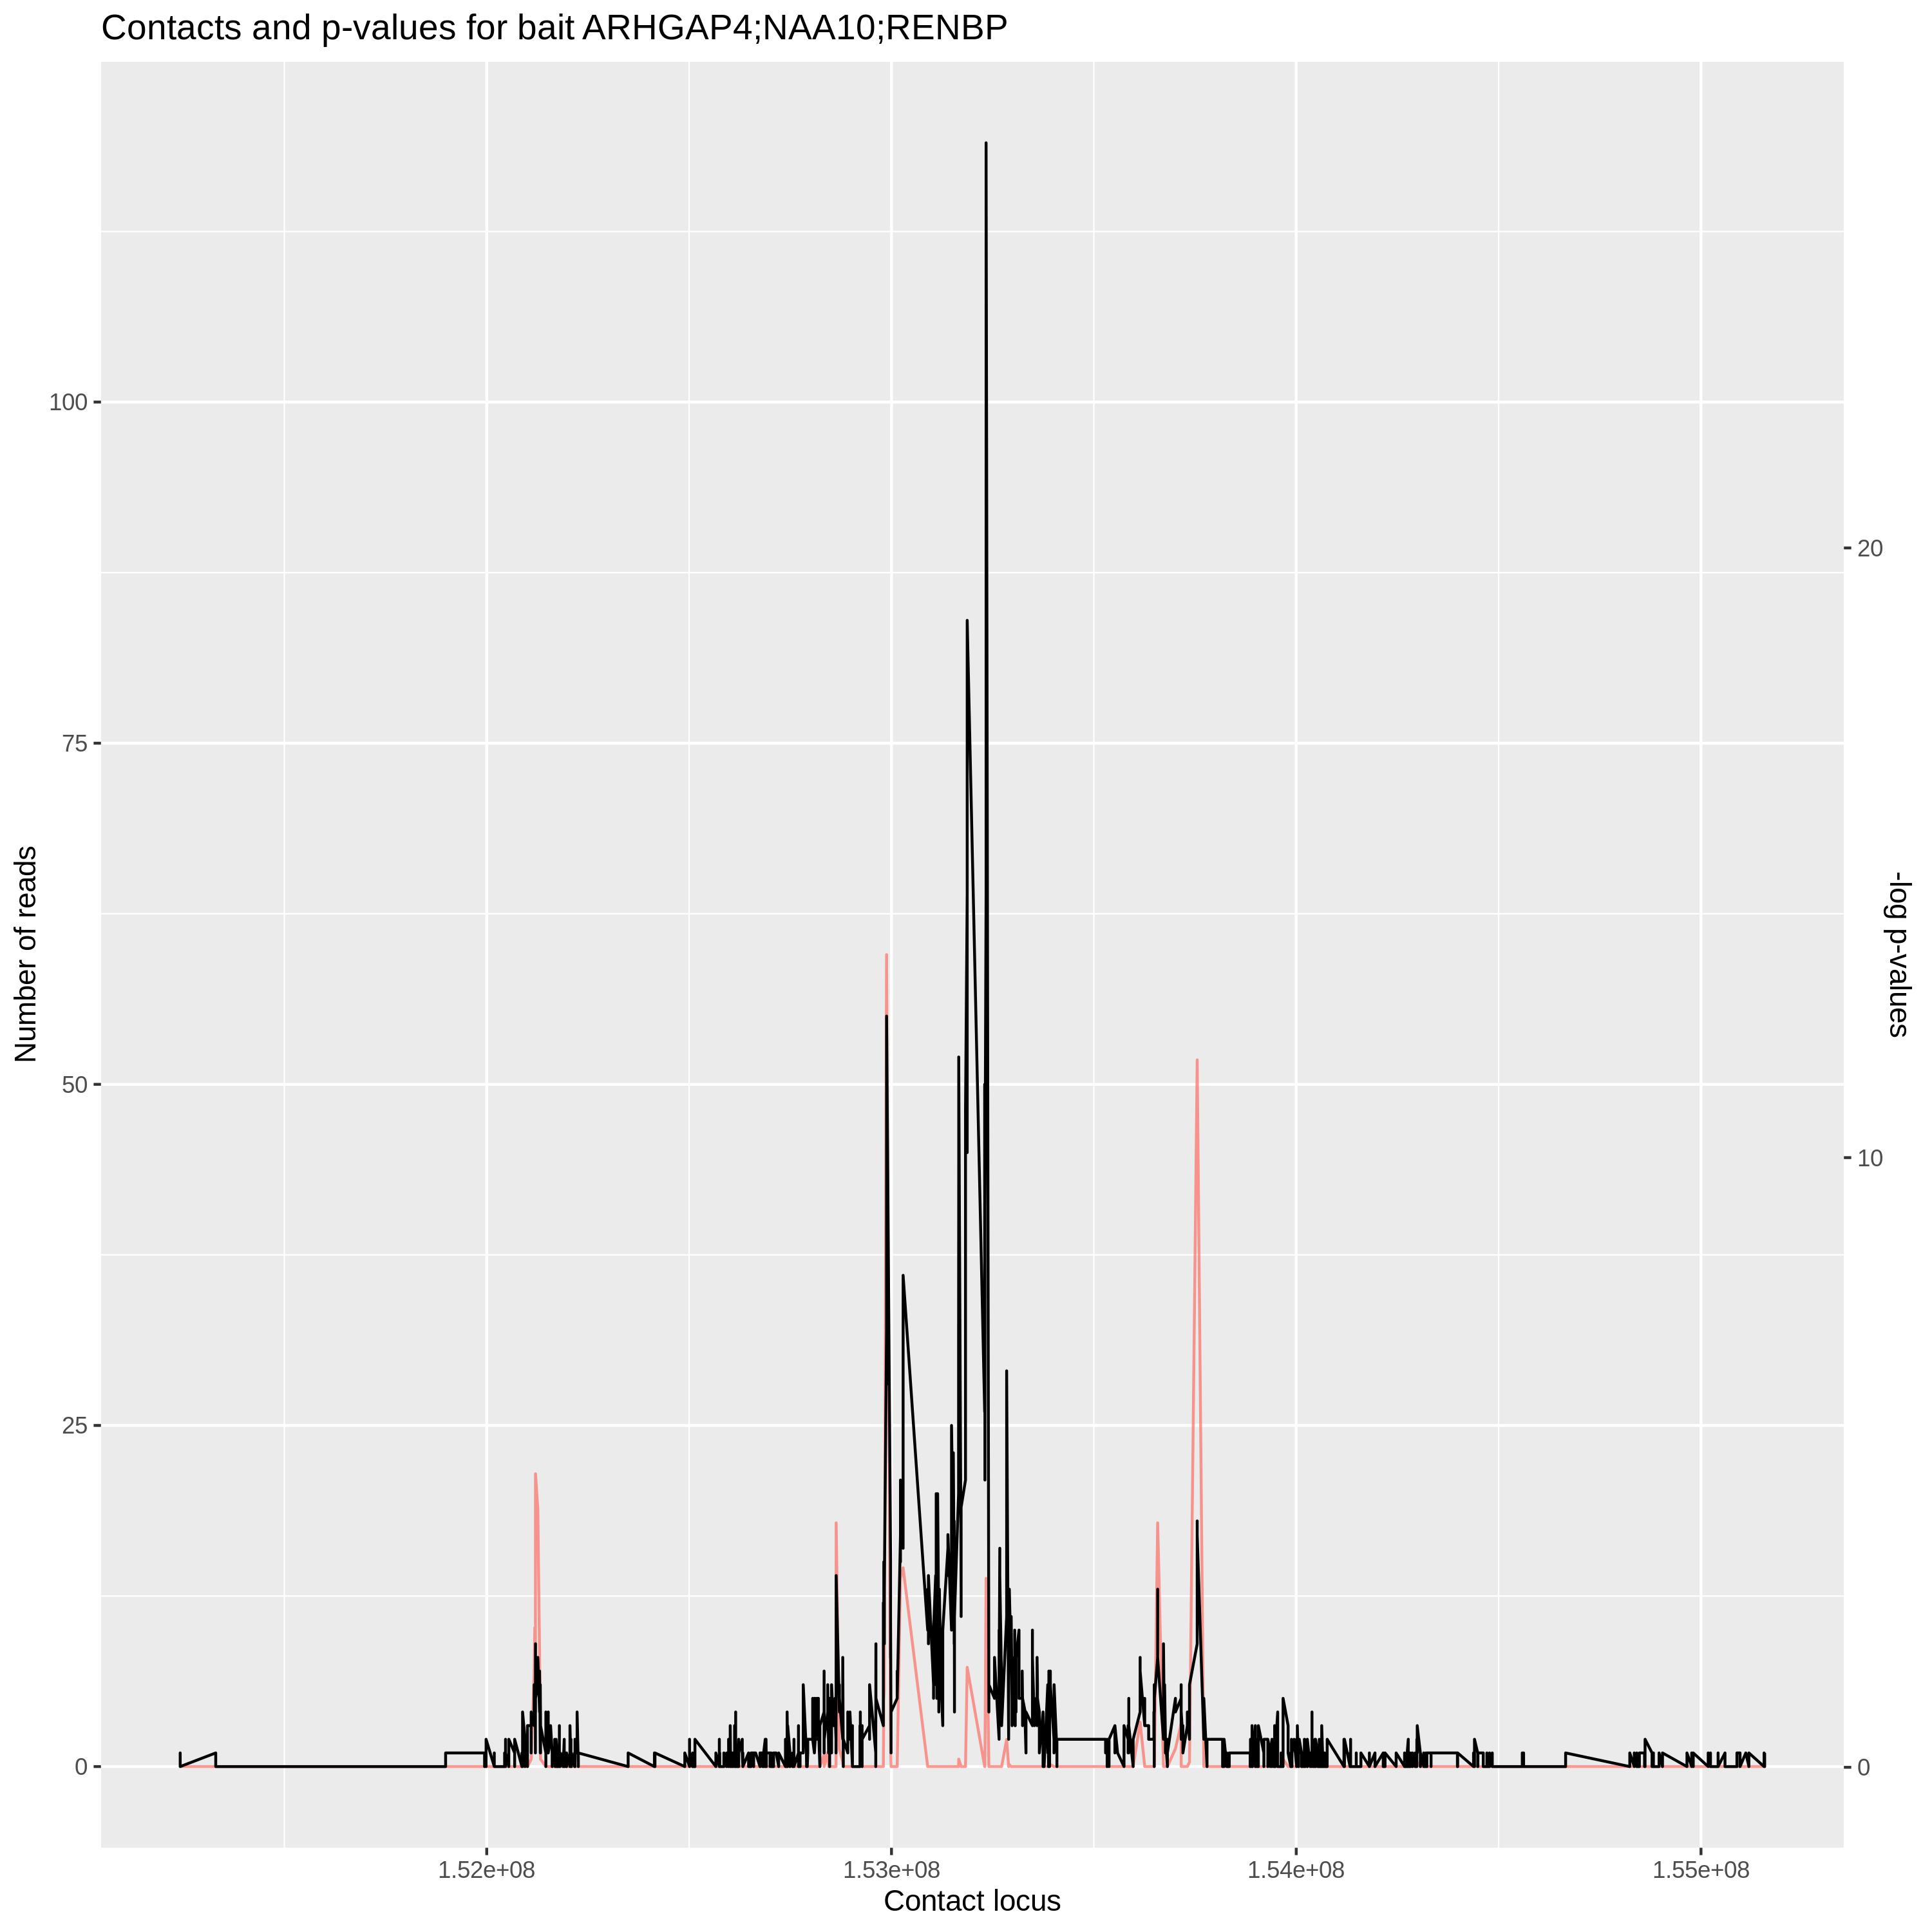 Contacts and p-values for bait ARHGAP4;NAA10;RENBP
100
75
50
25
0
Number of reads
20
10
0
-log p-values
1.52e+08
1.53e+08
1.54e+08
1.55e+08
Contact locus